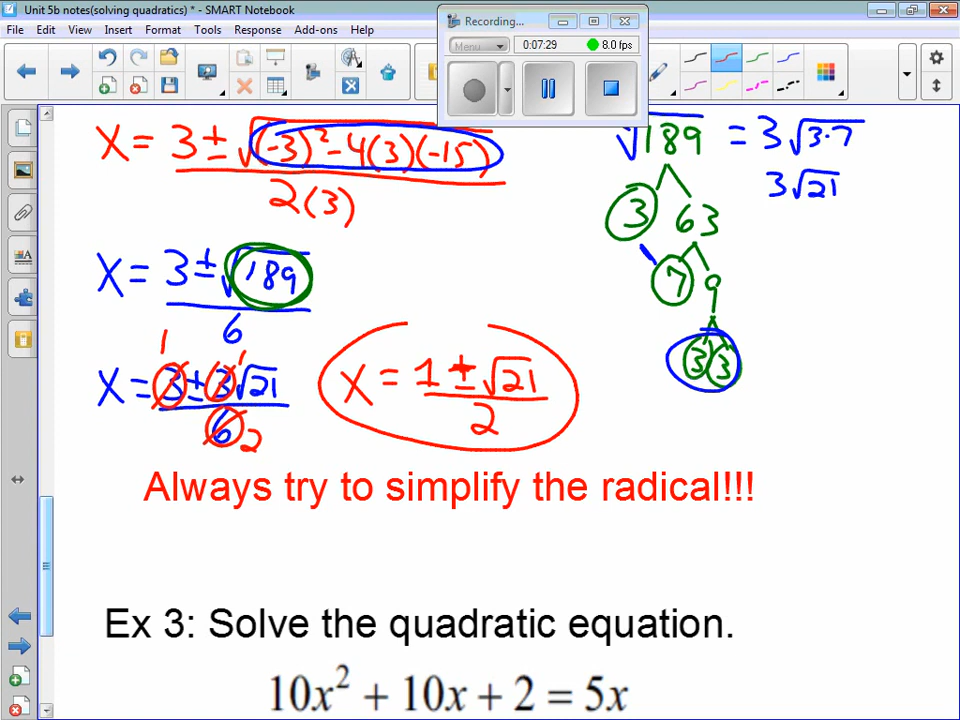 Unit 5b notes(solving quadratics) * - SMART Notebook
Recording...
File Edit View Insert Format Tools Response Add-ons Help
Menu 0:07:29 8.0 fps
X = 3 ± √(-3)² - 4(3)(-15)
2(3)
√189 = 3√3·7
3√21
3 63
7 9
3 3
X = 3 ± √189
6
1 1
X = 3 ± 3√21
6 2
X = 1 ± √21
2
Always try to simplify the radical!!!
Ex 3: Solve the quadratic equation.
10x² + 10x + 2 = 5x